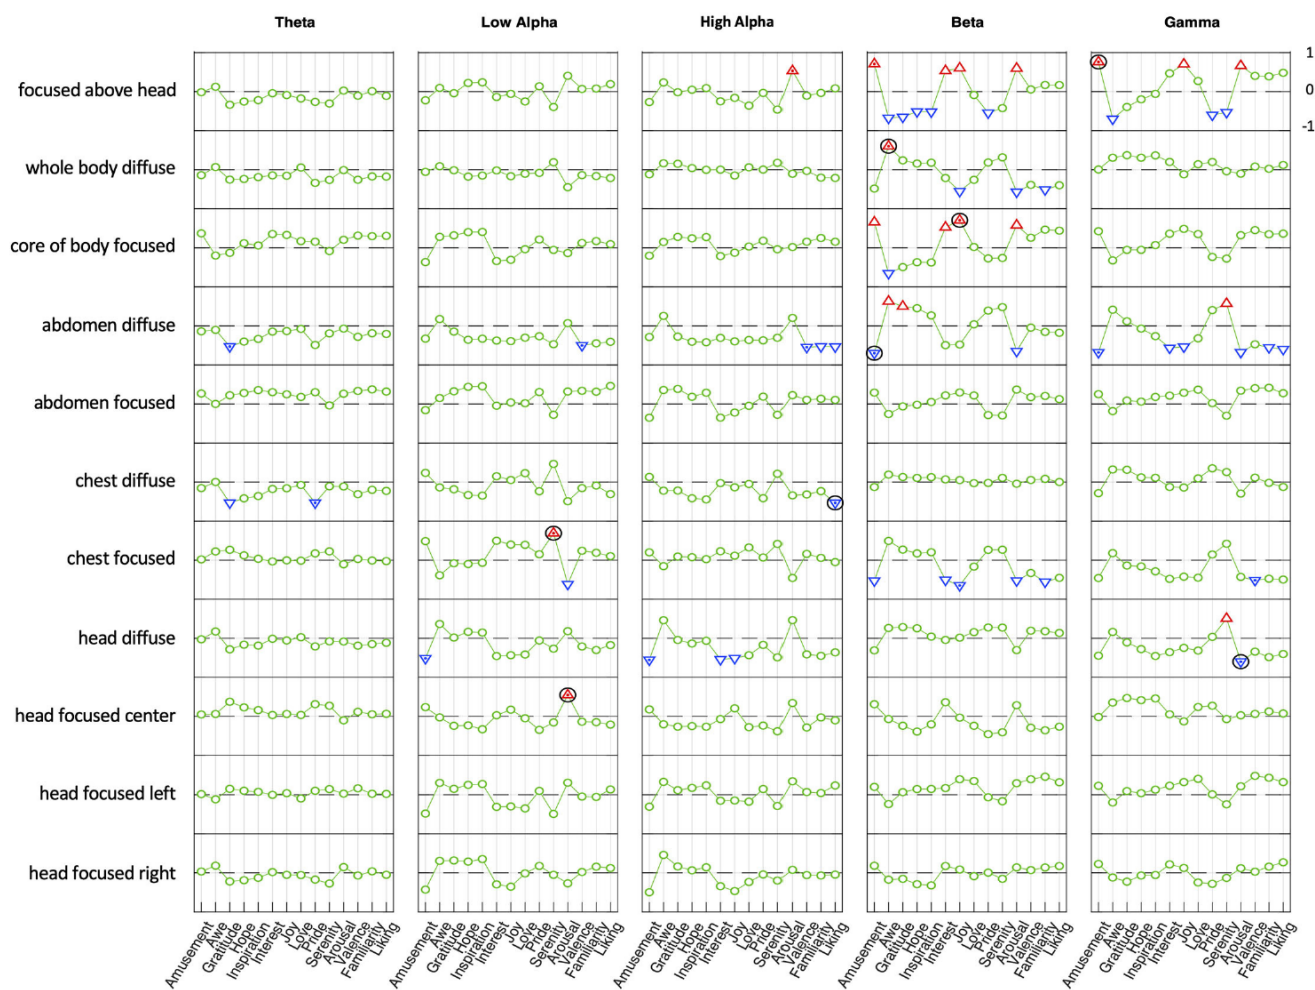 Theta Low Alpha High Alpha Beta Gamma
1
focused above head 0
-1
whole body diffuse
core of body focused
abdomen diffuse
abdomen focused
chest diffuse
chest focused
head diffuse
head focused center
head focused left
head focused right
Amusement Awe Gratitude Hope Inspiration Interest Joy Love Pride Serenity Arousal Valence Familiarity Liking
Amusement Awe Gratitude Hope Inspiration Interest Joy Love Pride Serenity Arousal Valence Familiarity Liking
Amusement Awe Gratitude Hope Inspiration Interest Joy Love Pride Serenity Arousal Valence Familiarity Liking
Amusement Awe Gratitude Hope Inspiration Interest Joy Love Pride Serenity Arousal Valence Familiarity Liking
Amusement Awe Gratitude Hope Inspiration Interest Joy Love Pride Serenity Arousal Valence Familiarity Liking